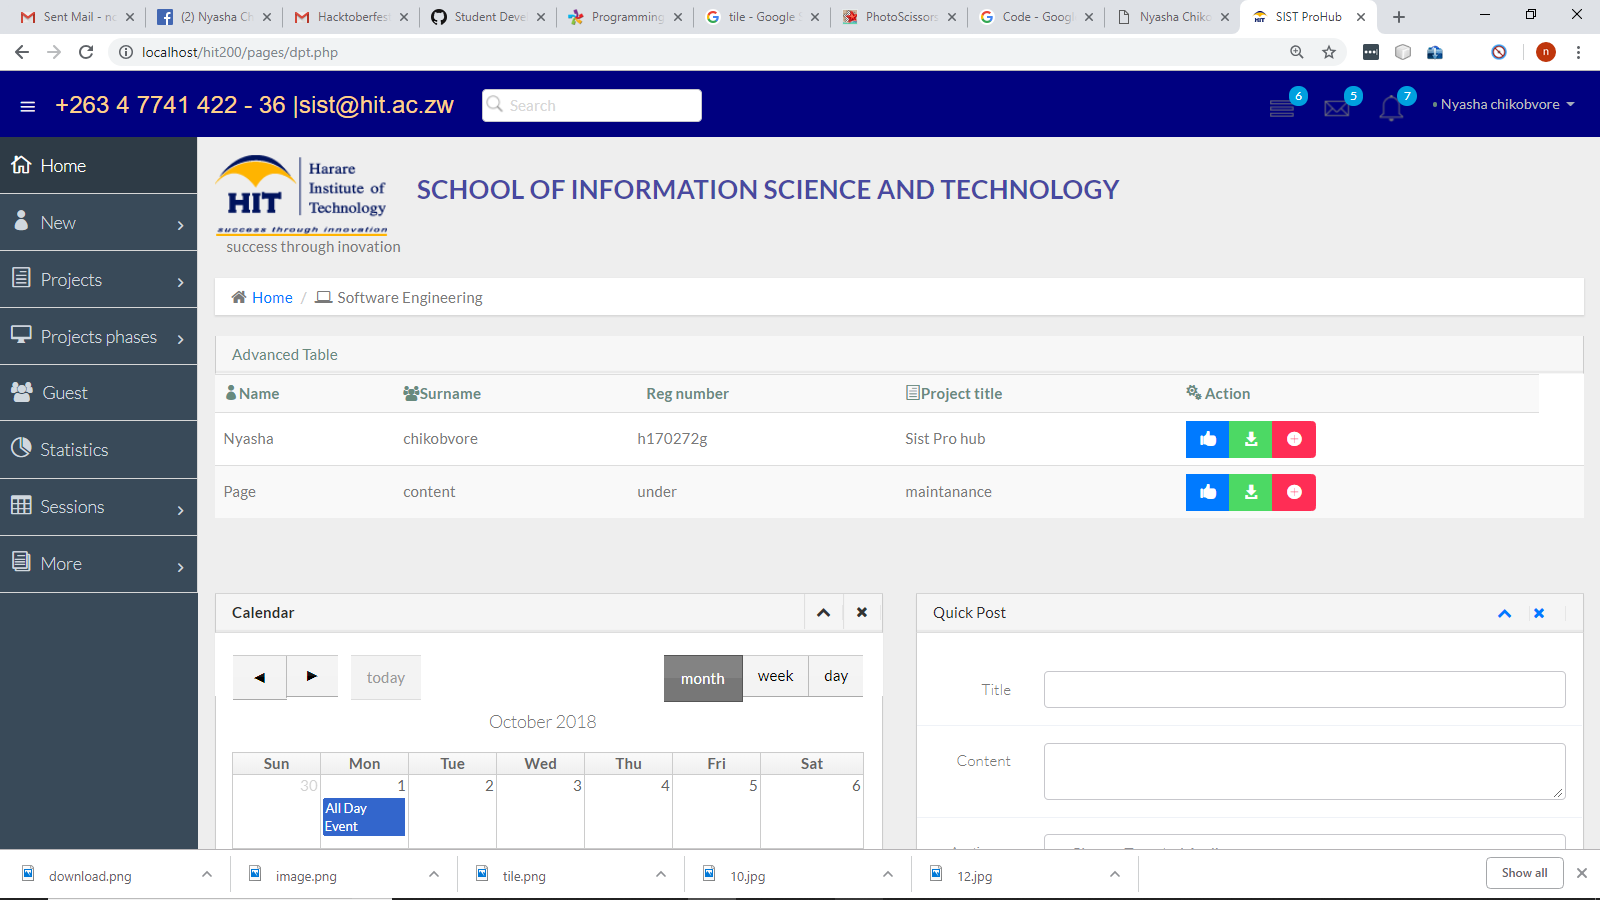 Sent Mail - nc
(2) Nyasha Ch
Hacktoberfes
Student Deve
Programming
tile - Google S
PhotoScissors
Code - Googl
Nyasha Chiko
SIST ProHub
localhost/hit200/pages/dpt.php
n
+263 4 7741 422 - 36 |sist@hit.ac.zw
Search
6
5
7
Nyasha chikobvore
Home
New
Projects
Projects phases
Guest
Statistics
Sessions
More
HIT
Harare
Institute of
Technology
success through innovation
success through inovation
SCHOOL OF INFORMATION SCIENCE AND TECHNOLOGY
Home / Software Engineering
Advanced Table
Name Surname Reg number Project title Action
Nyasha chikobvore h170272g Sist Pro hub
Page content under maintanance
Calendar
today
month week day
October 2018
Sun Mon Tue Wed Thu Fri Sat
30 1 2 3 4 5 6
All Day
Event
Quick Post
Title
Content
download.png
image.png
tile.png
10.jpg
12.jpg
Show all